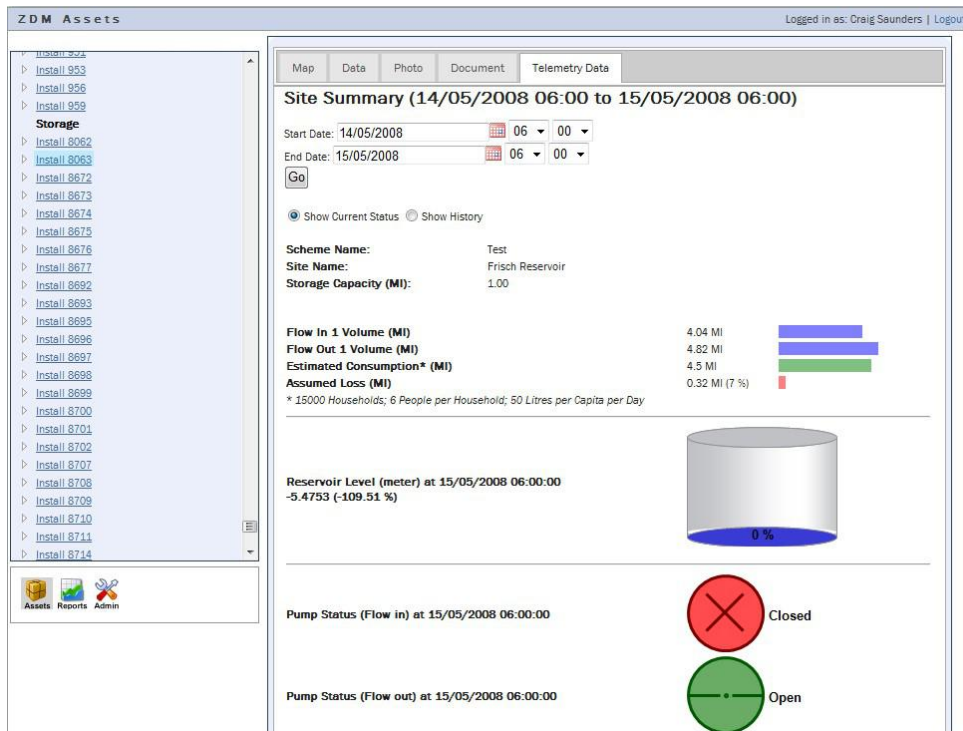 ZDM Assets
Logged in as: Craig Saunders | Logout
Install 951
Install 953
Install 956
Install 959
Storage
Install 8062
Install 8063
Install 8672
Install 8673
Install 8674
Install 8675
Install 8676
Install 8677
Install 8692
Install 8693
Install 8695
Install 8696
Install 8697
Install 8698
Install 8699
Install 8700
Install 8701
Install 8702
Install 8707
Install 8708
Install 8709
Install 8710
Install 8711
Install 8714
Assets Reports Admin
Map Data Photo Document Telemetry Data
Site Summary (14/05/2008 06:00 to 15/05/2008 06:00)
Start Date: 14/05/2008 06 00
End Date: 15/05/2008 06 00
Go
Show Current Status Show History
Scheme Name: Test
Site Name: Frisch Reservoir
Storage Capacity (Ml): 1.00
Flow In 1 Volume (Ml) 4.04 Ml
Flow Out 1 Volume (Ml) 4.82 Ml
Estimated Consumption* (Ml) 4.5 Ml
Assumed Loss (Ml) 0.32 Ml (7 %)
* 15000 Households; 6 People per Household; 50 Litres per Capita per Day
Reservoir Level (meter) at 15/05/2008 06:00:00
-5.4753 (-109.51 %)
0 %
Pump Status (Flow in) at 15/05/2008 06:00:00 Closed
Pump Status (Flow out) at 15/05/2008 06:00:00 Open